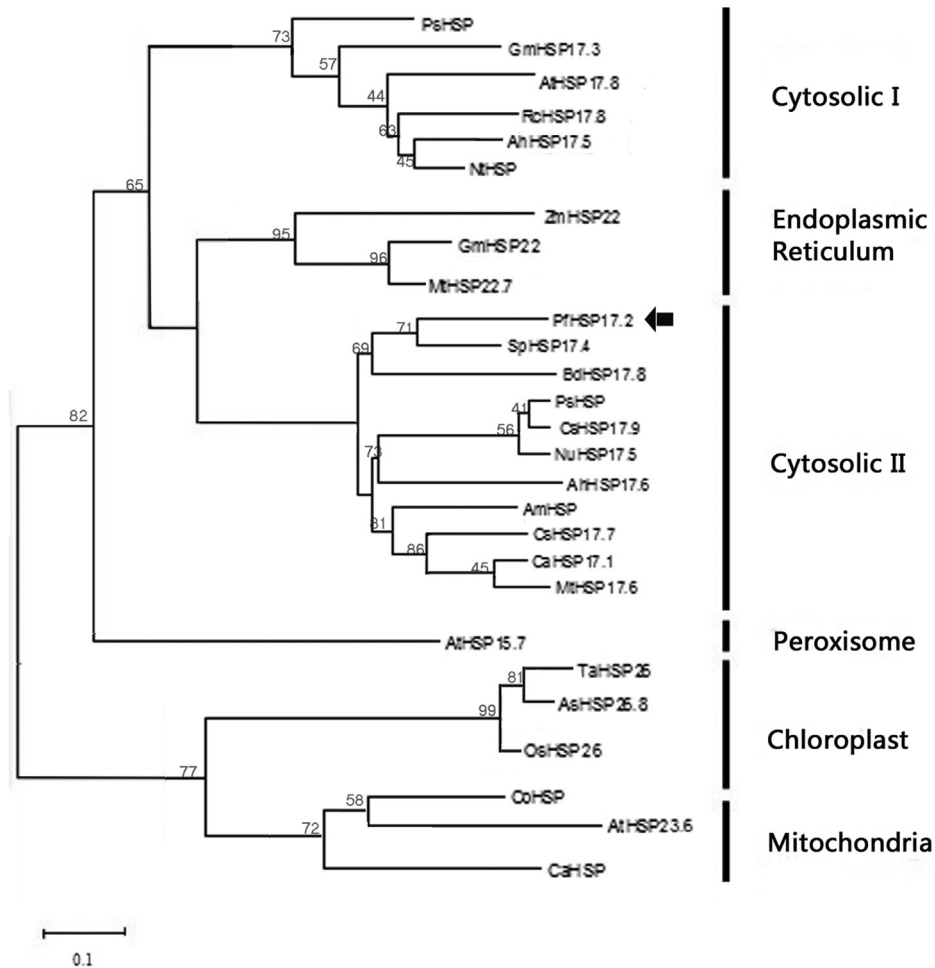 PsHSP
73
GmHSP17.3
57
AtHSP17.8
44
Cytosolic I
RcHSP17.8
63
AhHSP17.5
45
NtHSP
65
ZmHSP22
Endoplasmic
Reticulum
95
GmHSP22
96
MtHSP22.7
PfHSP17.2
71
SpHSP17.4
69
BdHSP17.8
PsHSP
41
CsHSP17.9
82
56
NuHSP17.5
73
Cytosolic II
AhHSP17.6
AmHSP
81
CsHSP17.7
86
CaHSP17.1
45
MtHSP17.6
AtHSP15.7
Peroxisome
TaHSP26
81
AsHSP26.8
99
Chloroplast
OsHSP26
77
CoHSP
58
AtHSP23.6
72
Mitochondria
CaHSP
0.1